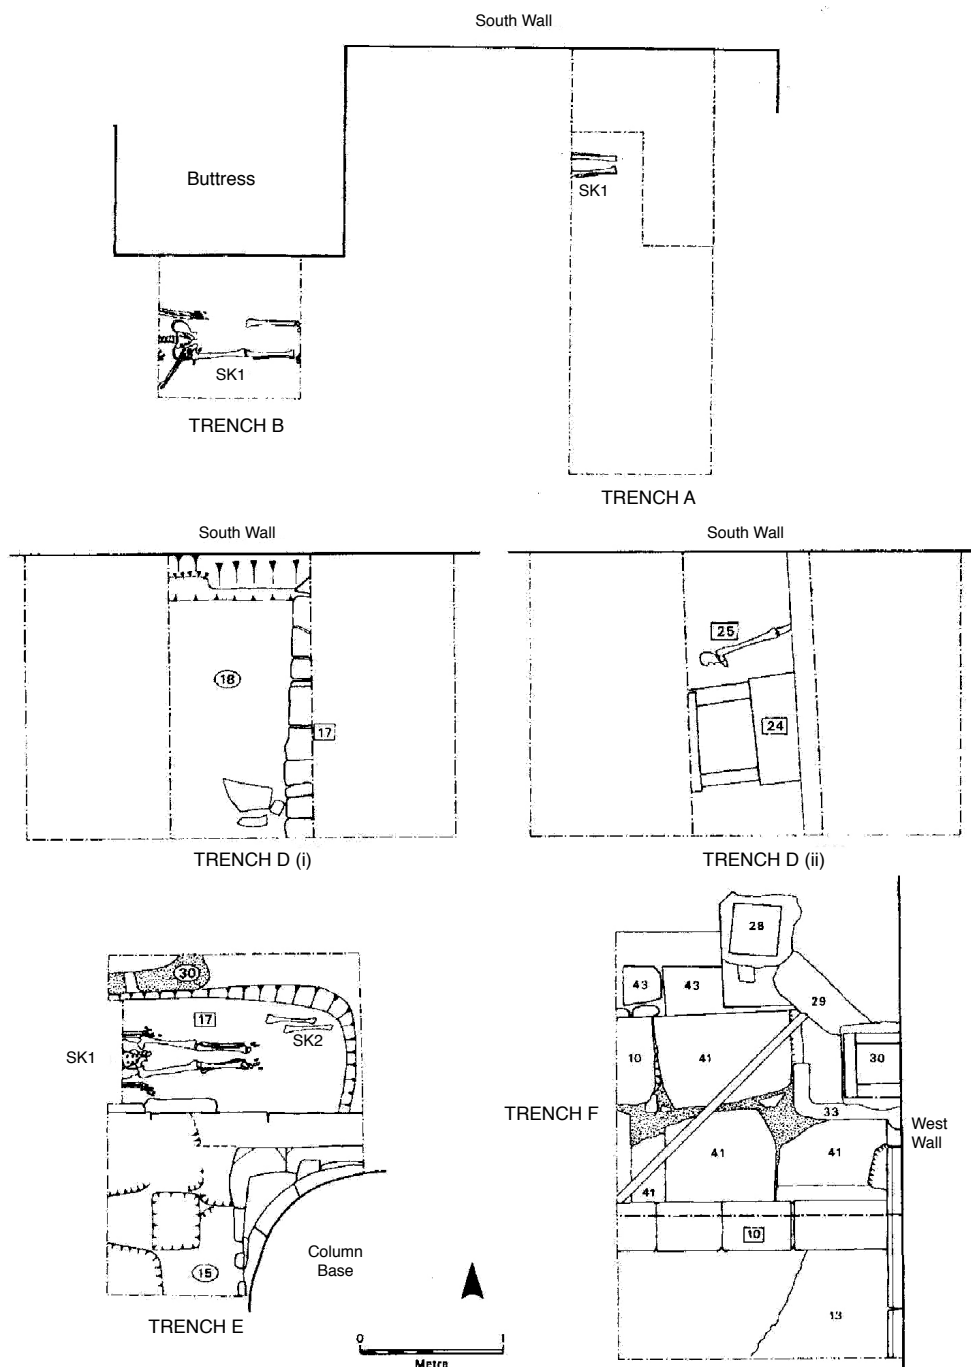 South Wall
Buttress
SK1
SK1
TRENCH B
TRENCH A
South Wall
South Wall
18
17
25
24
TRENCH D (i)
TRENCH D (ii)
28
30
43
43
29
17
SK2
SK1
10
41
30
TRENCH F
33
West
Wall
41
41
41
10
Column
Base
15
13
TRENCH E
0
1
Metre